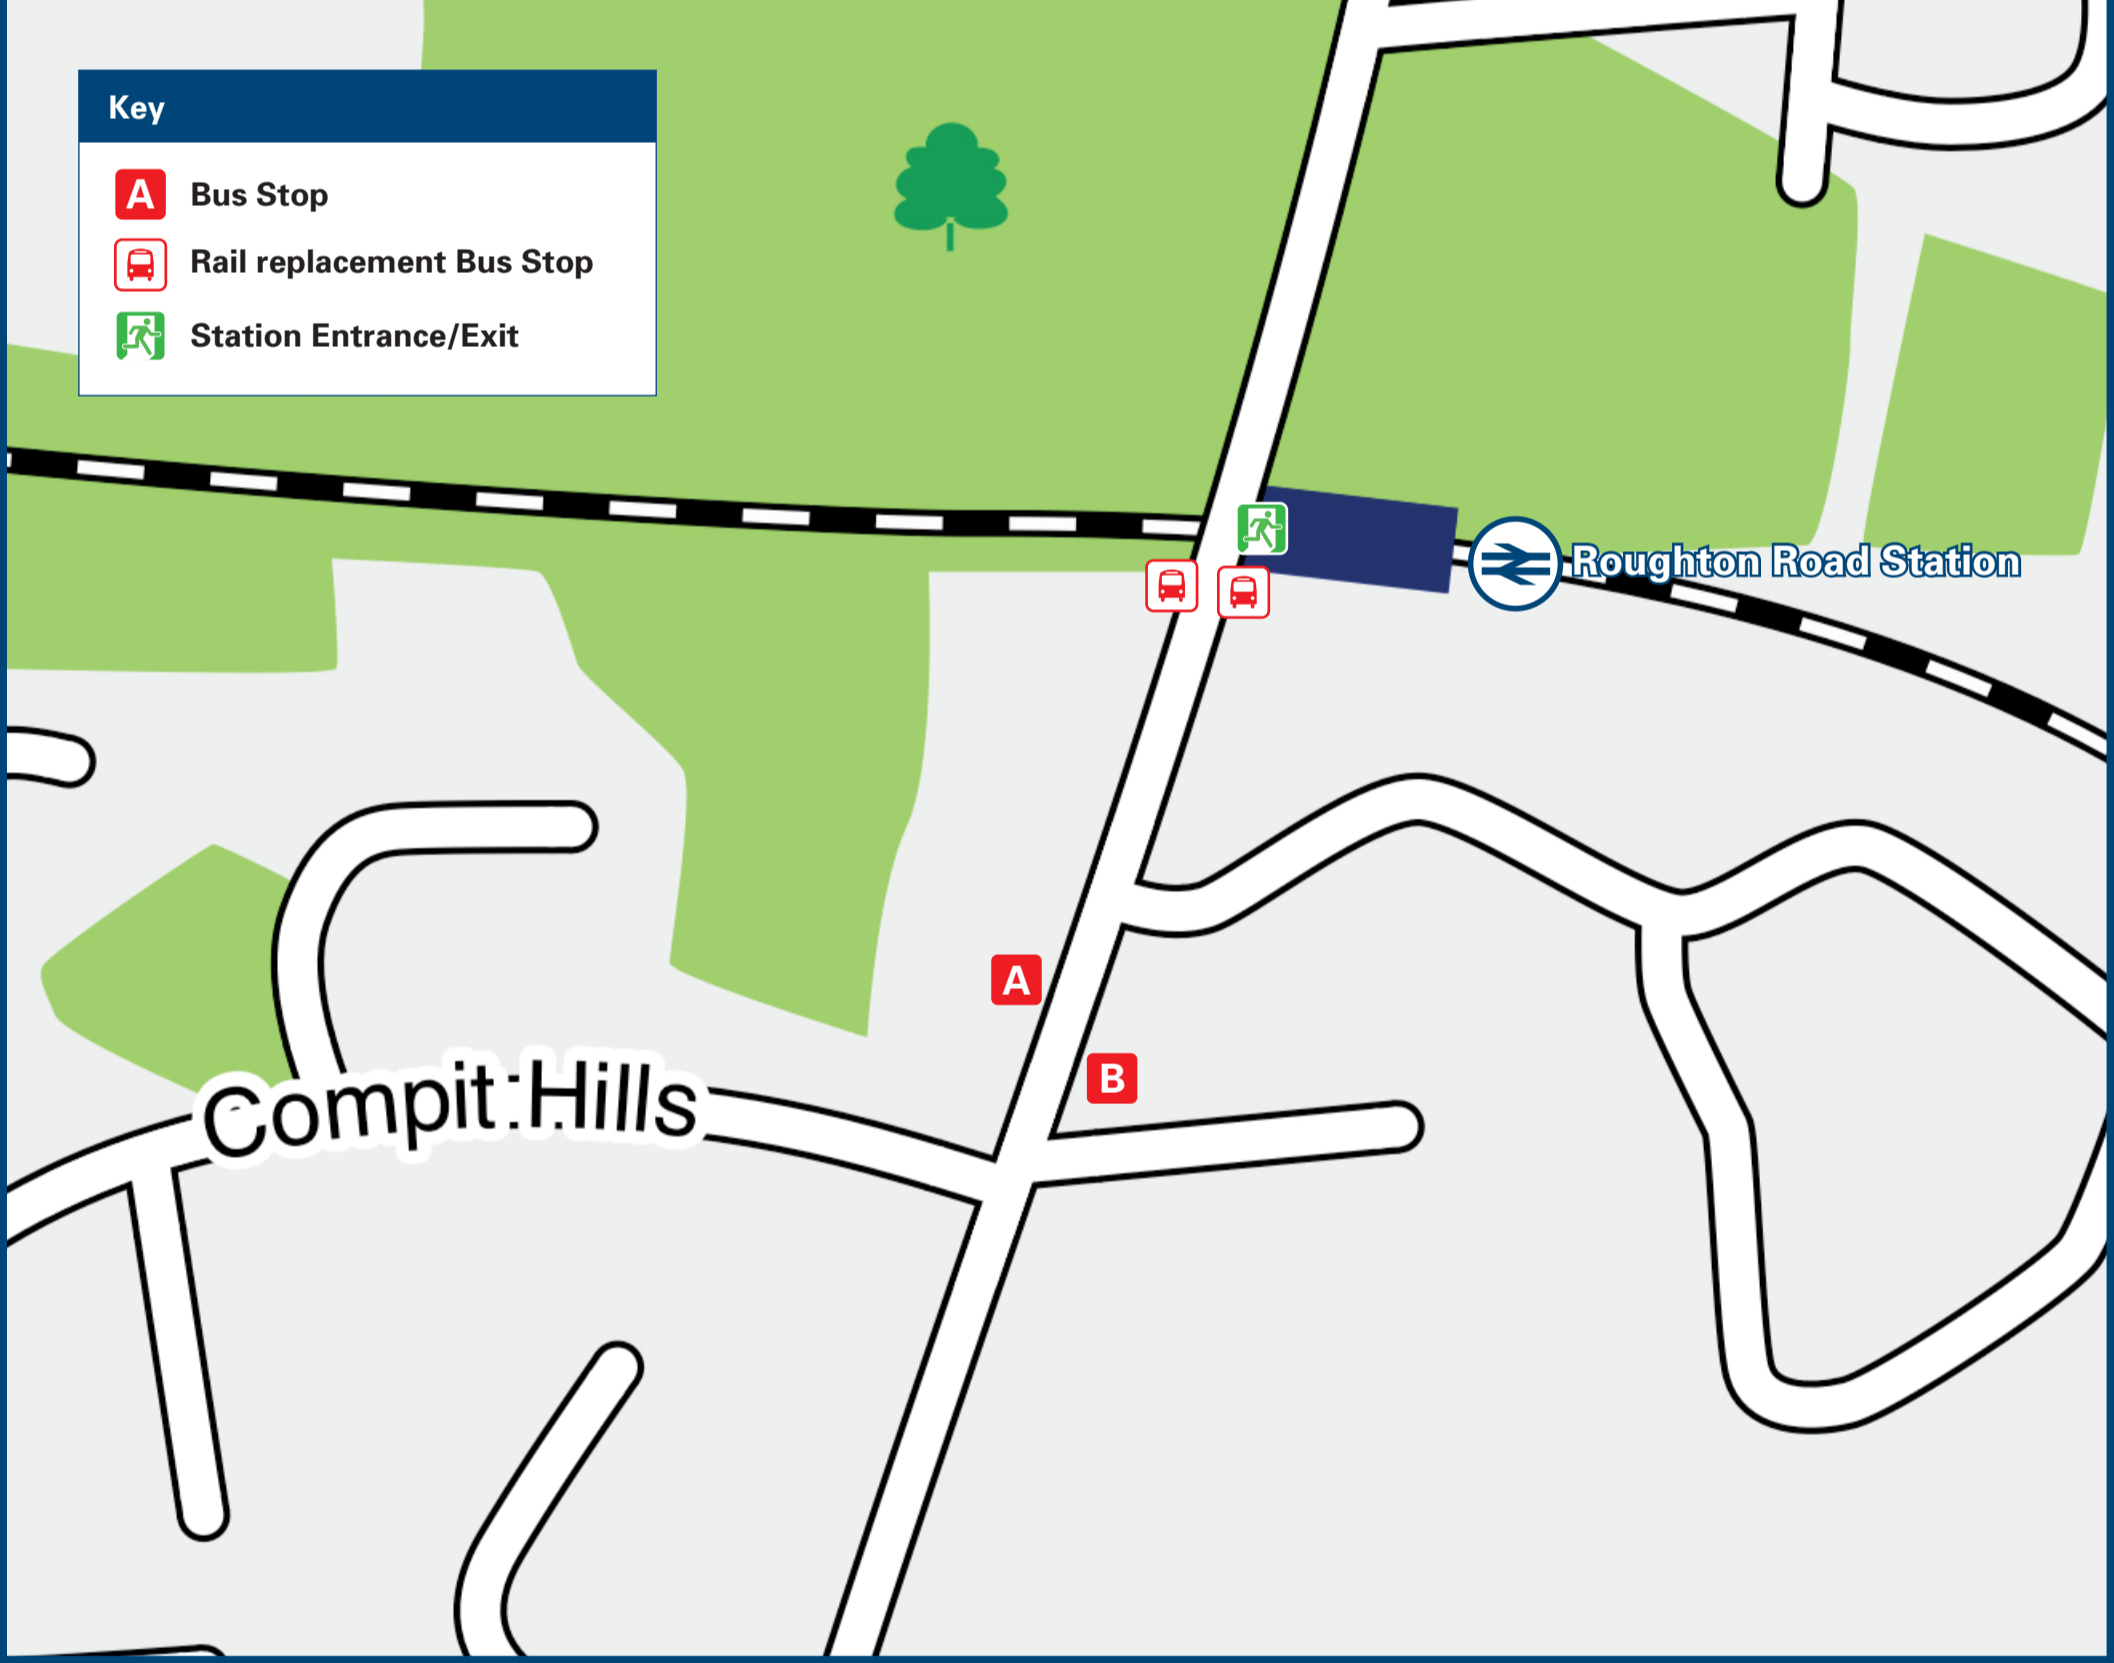 Key
A Bus Stop
Rail replacement Bus Stop
Station Entrance/Exit
Roughton Road Station
A
B
Compit Hills